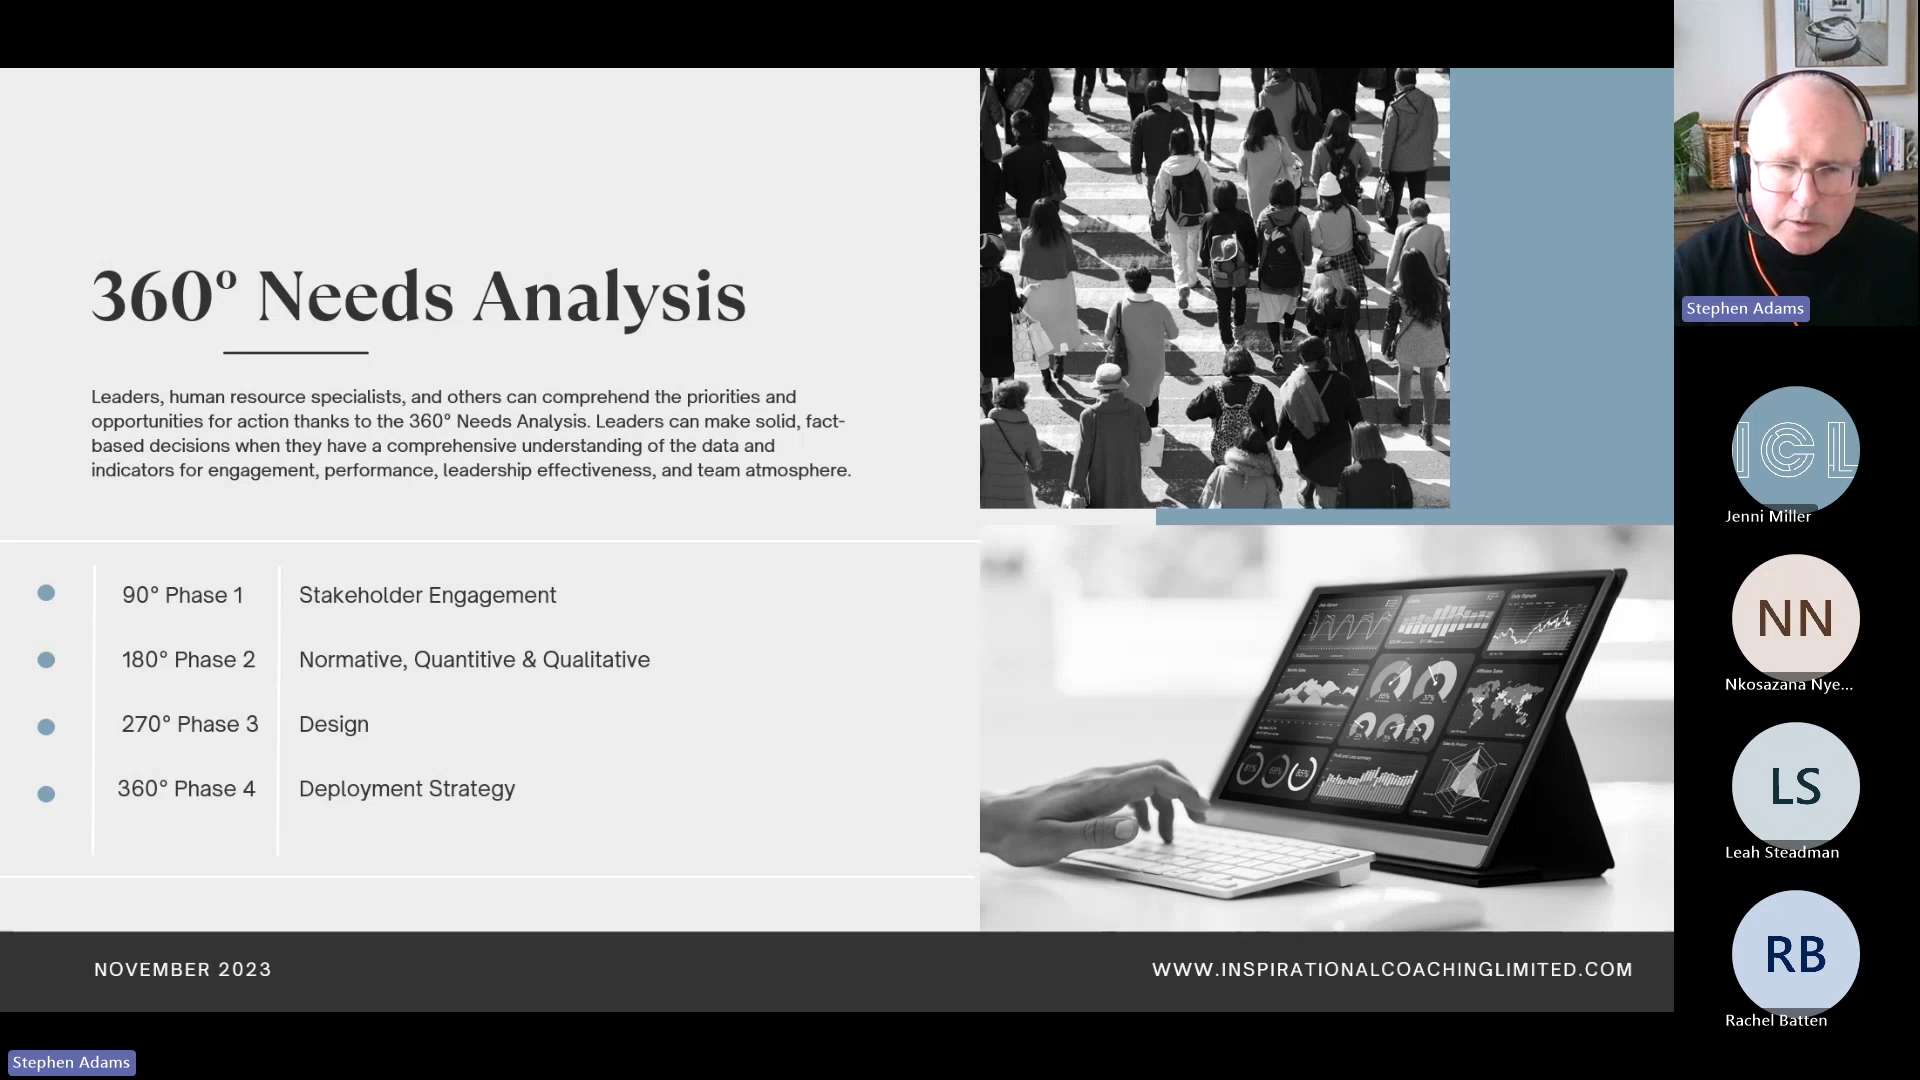 360° Needs Analysis
Leaders, human resource specialists, and others can comprehend the priorities and
opportunities for action thanks to the 360° Needs Analysis. Leaders can make solid, fact-
based decisions when they have a comprehensive understanding of the data and
indicators for engagement, performance, leadership effectiveness, and team atmosphere.
90° Phase 1 Stakeholder Engagement
180° Phase 2 Normative, Quantitive & Qualitative
270° Phase 3 Design
360° Phase 4 Deployment Strategy
NOVEMBER 2023
WWW.INSPIRATIONALCOACHINGLIMITED.COM
Stephen Adams
Stephen Adams
ICL
Jenni Miller
NN
Nkosazana Nye...
LS
Leah Steadman
RB
Rachel Batten